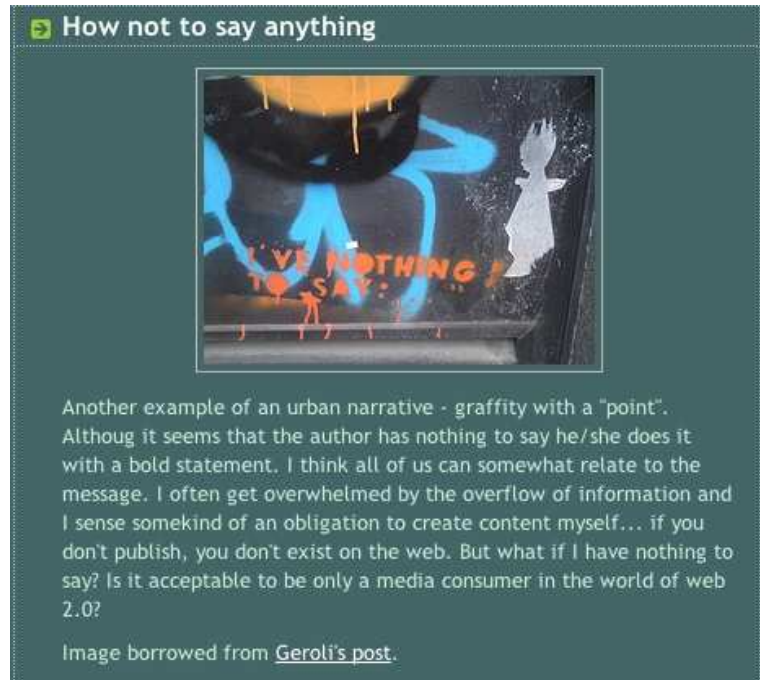 How not to say anything
I'VE NOTHING
TO SAY:
Another example of an urban narrative - graffity with a "point".
Althoug it seems that the author has nothing to say he/she does it
with a bold statement. I think all of us can somewhat relate to the
message. I often get overwhelmed by the overflow of information and
I sense somekind of an obligation to create content myself... if you
don't publish, you don't exist on the web. But what if I have nothing to
say? Is it acceptable to be only a media consumer in the world of web
2.0?
Image borrowed from Geroli's post.